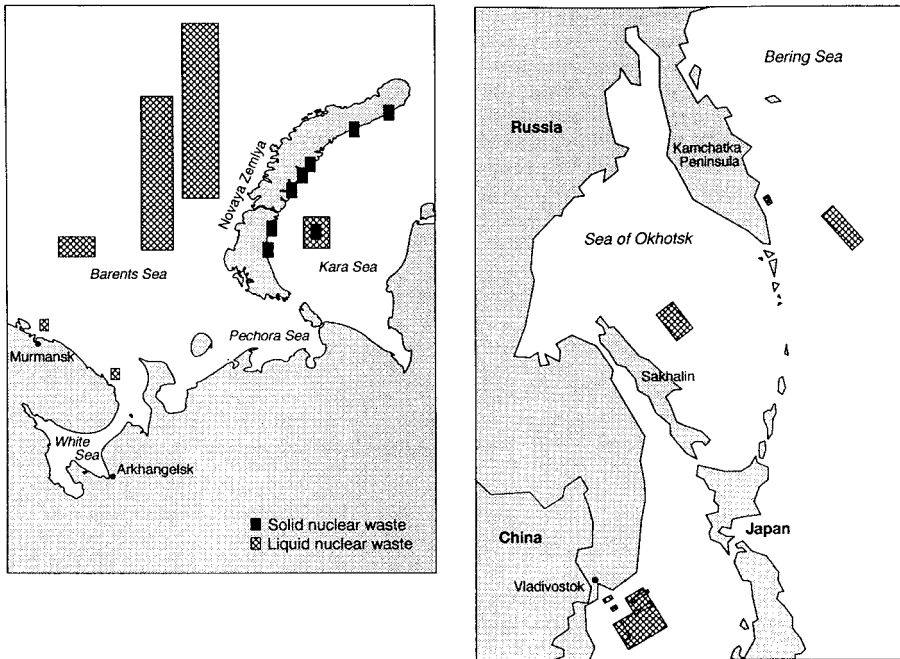 Novaya Zemlya
Barents Sea
Kara Sea
Pechora Sea
Murmansk
White
Sea
Arkhangelsk
Solid nuclear waste
Liquid nuclear waste
Bering Sea
Russia
Kamchatka
Peninsula
Sea of Okhotsk
Sakhalin
China
Japan
Vladivostok